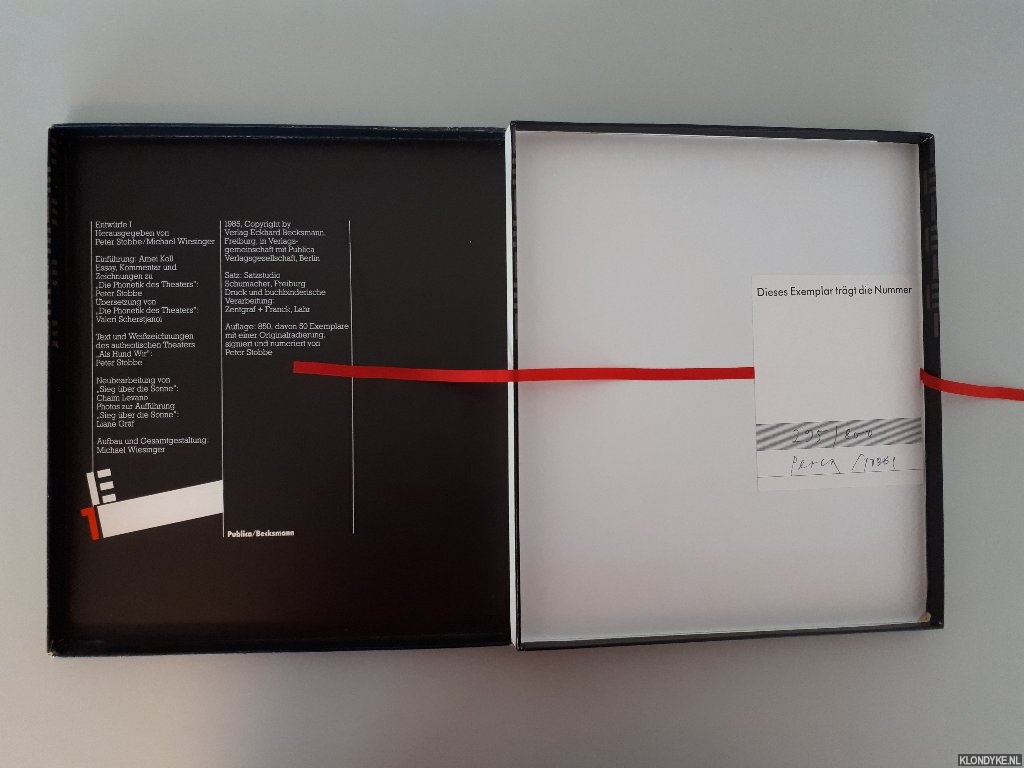 Entwürfe I
Herausgegeben von
Peter Stobbe/Michael Wiesinger
Einführung: Amei Koll
Essay, Kommentar und
Zeichnungen zu
„Die Phonetik des Theaters“:
Peter Stobbe
Übersetzung von
„Die Phonetik des Theaters“:
Valeri Scherstjanoi
Text und Weißzeichnungen
des authentischen Theaters
„Als Hund Wir“:
Peter Stobbe
Neubearbeitung von
„Sieg über die Sonne“:
Chaim Levano
Photos zur Aufführung
„Sieg über die Sonne“:
Liane Gräf
Aufbau und Gesamtgestaltung:
Michael Wiesinger
1985, Copyright by
Verlag Eckhard Becksmann,
Freiburg, in Verlags-
gemeinschaft mit Publica
Verlagsgesellschaft, Berlin
Satz: Satzstudio
Schumacher, Freiburg
Druck und buchbinderische
Verarbeitung:
Zentgraf + Franck, Lahr
Auflage: 850, davon 50 Exemplare
mit einer Originalradierung,
signiert und numeriert von
Peter Stobbe
Publica/Becksmann
Dieses Exemplar trägt die Nummer
295/800
KLONDYKE.NL